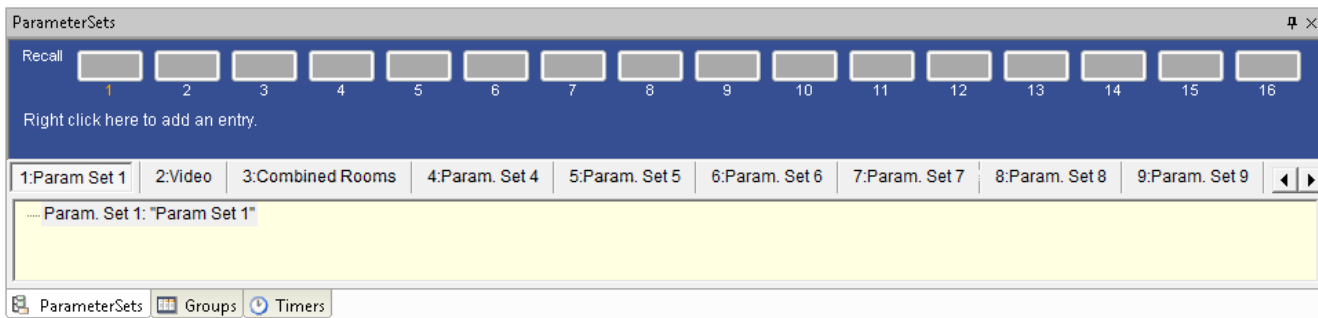 ParameterSets
Recall
1 2 3 4 5 6 7 8 9 10 11 12 13 14 15 16
Right click here to add an entry.
1:Param Set 1 2:Video 3:Combined Rooms 4:Param. Set 4 5:Param. Set 5 6:Param. Set 6 7:Param. Set 7 8:Param. Set 8 9:Param. Set 9
Param. Set 1: "Param Set 1"
ParameterSets Groups Timers